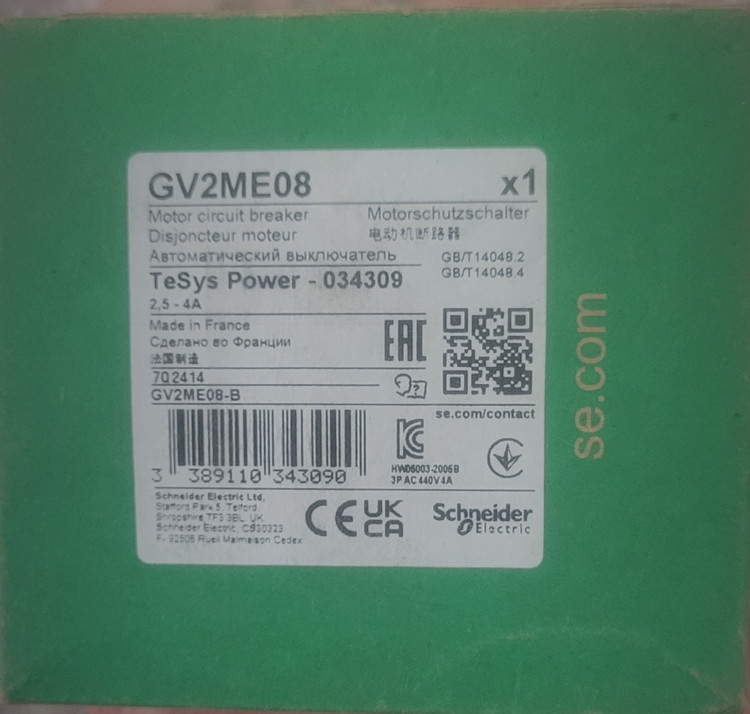 GV2ME08 x1
Motor circuit breaker Motorschutzschalter
Disjoncteur moteur 电动机断路器
Автоматический выключатель GB/T14048.2
GB/T14048.4
TeSys Power - 034309
2,5 - 4A
Made in France
Сделано во Франции
法国制造
EAC
7Q2414
GV2ME08-B
se.com/contact
HW06003-2006B
3P AC 440V 4A
3 389110 343090
Schneider Electric Ltd,
Stafford Park 5, Telford,
Shropshire TF3 3BL, UK
Schneider Electric, CS30323
F- 92506 Rueil Malmaison Cedex
CE UK
CA
Schneider
Electric
se.com